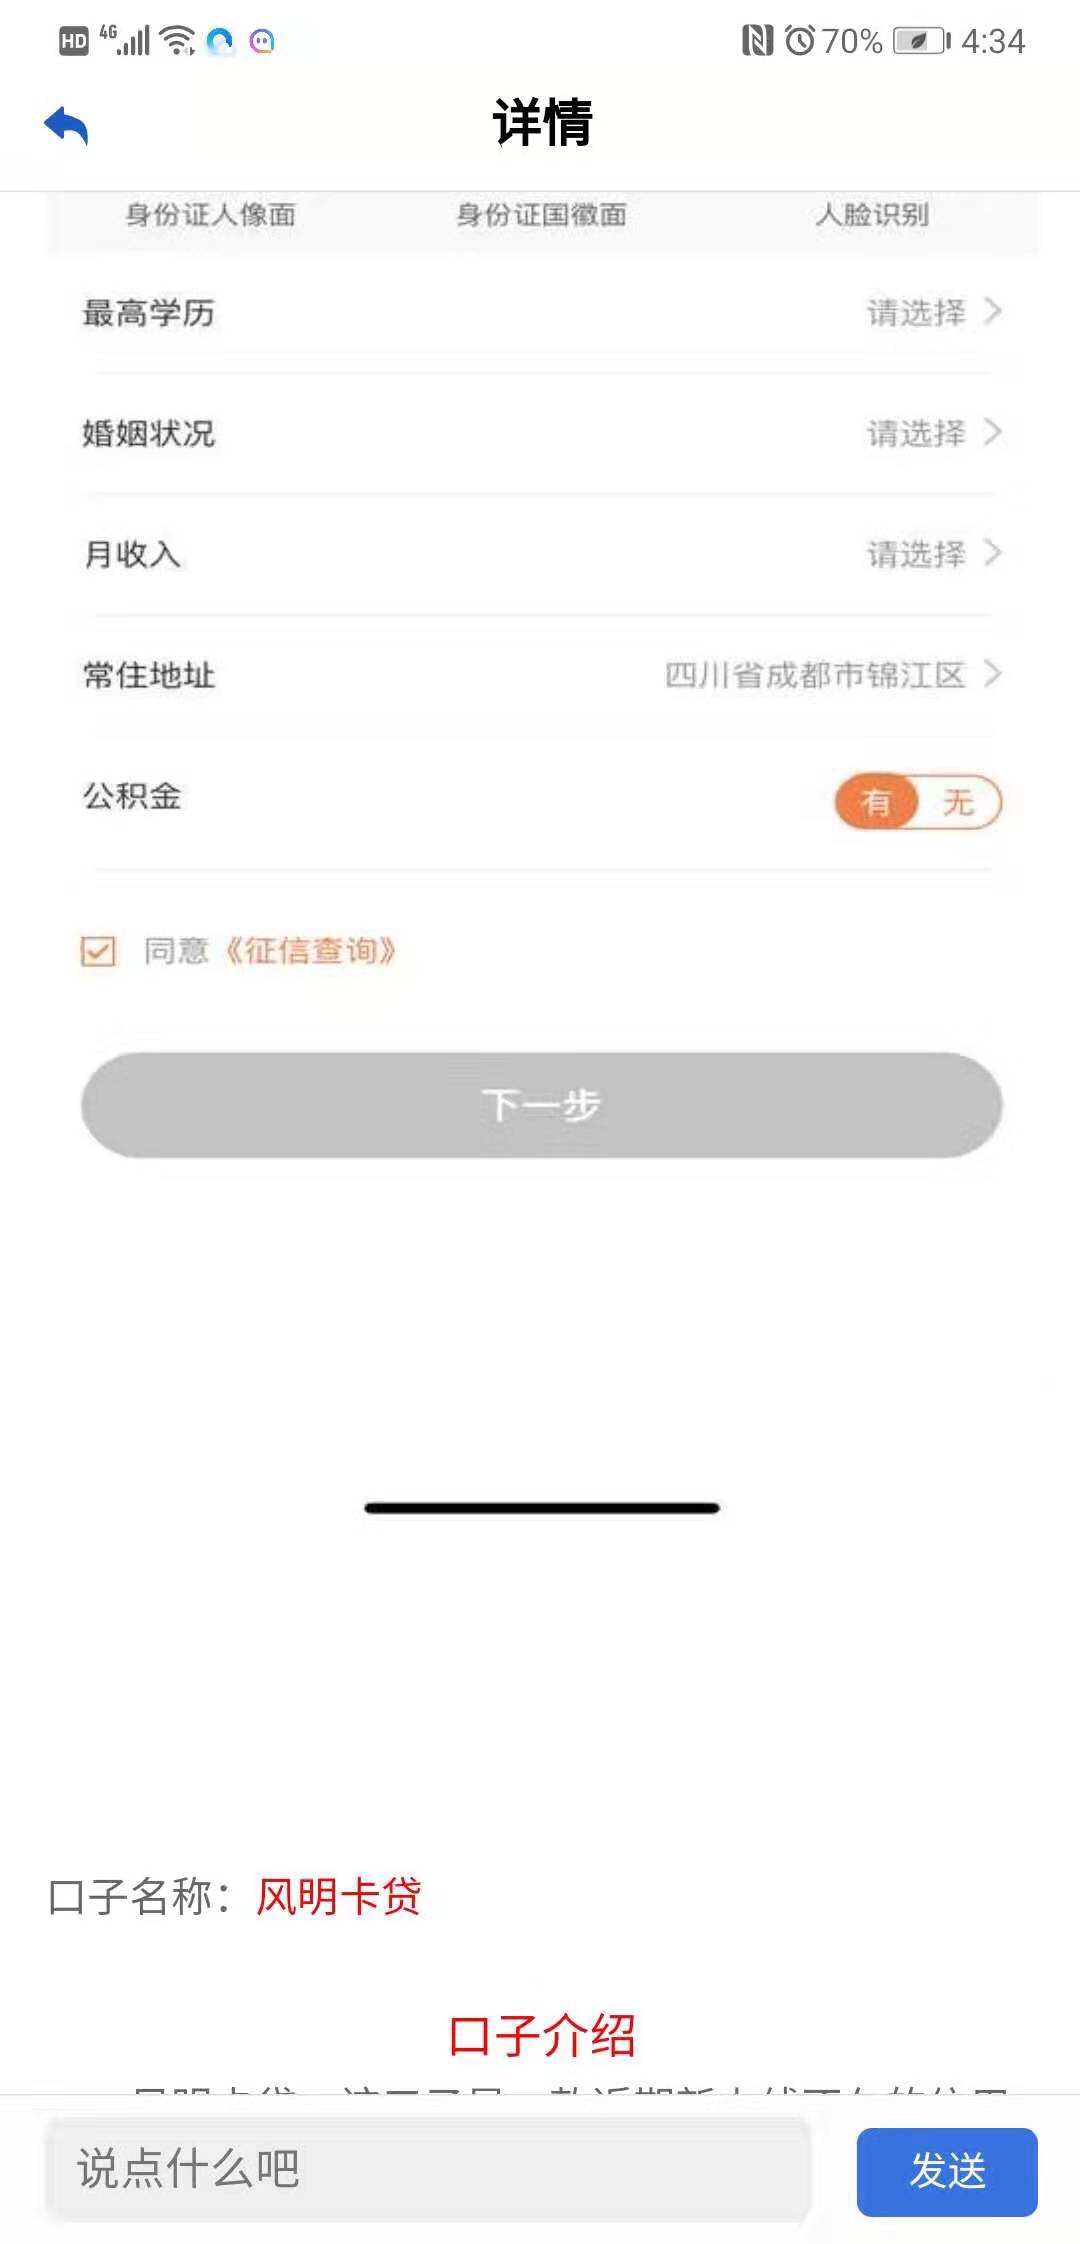 HD 4G 70% 4:34
详情
身份证人像面 身份证国徽面 人脸识别
最高学历 请选择
婚姻状况 请选择
月收入 请选择
常住地址 四川省成都市锦江区
公积金 有 无
同意《征信查询》
下一步
口子名称：风明卡贷
口子介绍
说点什么吧 发送